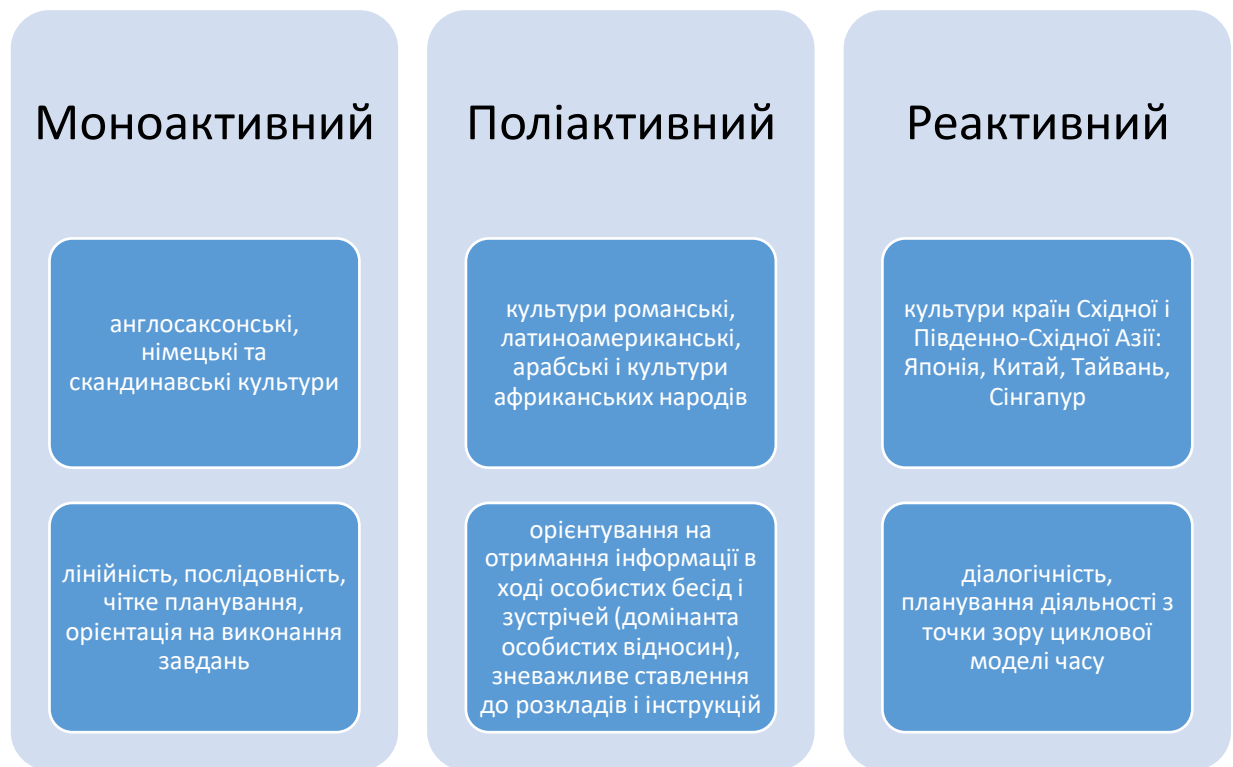 Моноактивний
англосаксонські,
німецькі та
скандинавські культури
лінійність, послідовність,
чітке планування,
орієнтація на виконання
завдань
Поліактивний
культури романські,
латиноамериканські,
арабські і культури
африканських народів
орієнтування на
отримання інформації в
ході особистих бесід і
зустрічей (домінанта
особистих відносин),
зневажливе ставлення
до розкладів і інструкцій
Реактивний
культури країн Східної і
Південно-Східної Азії:
Японія, Китай, Тайвань,
Сінгапур
діалогічність,
планування діяльності з
точки зору циклової
моделі часу